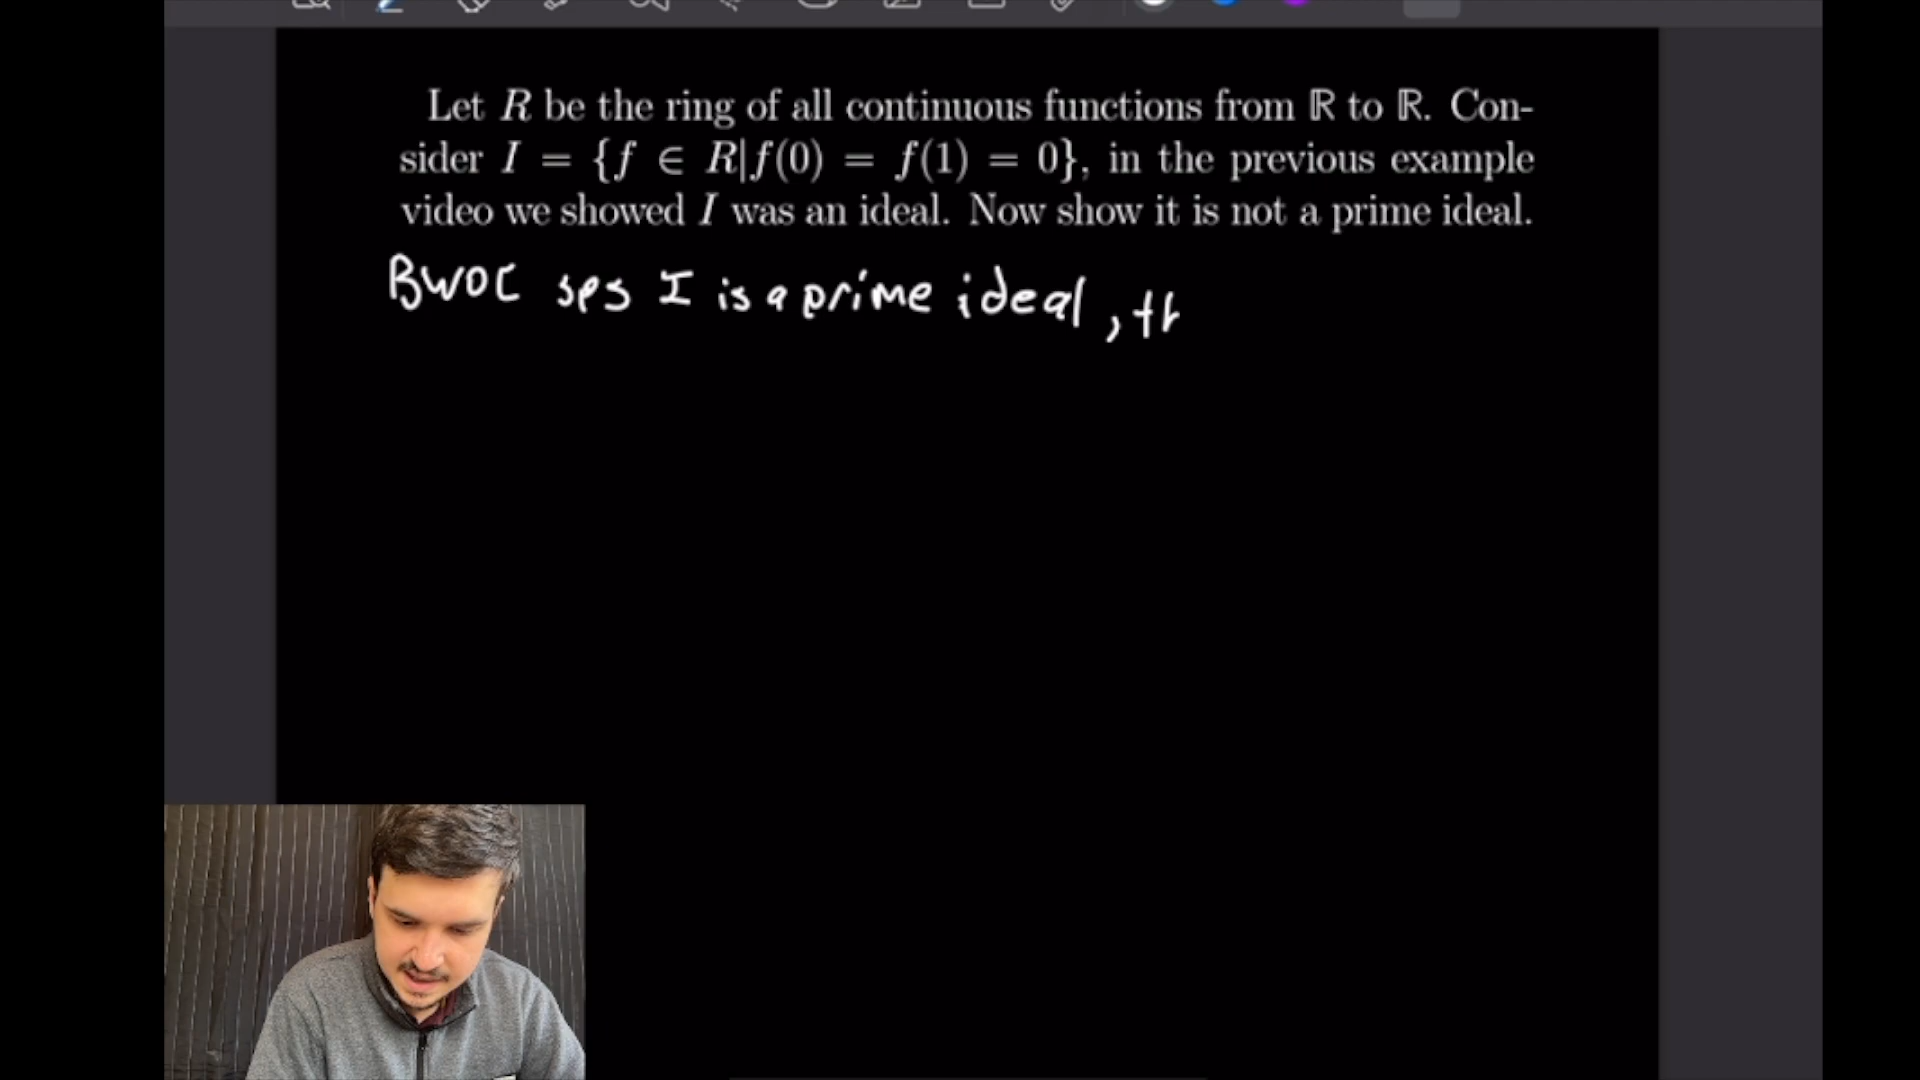 Let R be the ring of all continuous functions from ℝ to ℝ. Con-
sider I = {f ∈ R|f(0) = f(1) = 0}, in the previous example
video we showed I was an ideal. Now show it is not a prime ideal.
BWOC sps I is a prime ideal, th